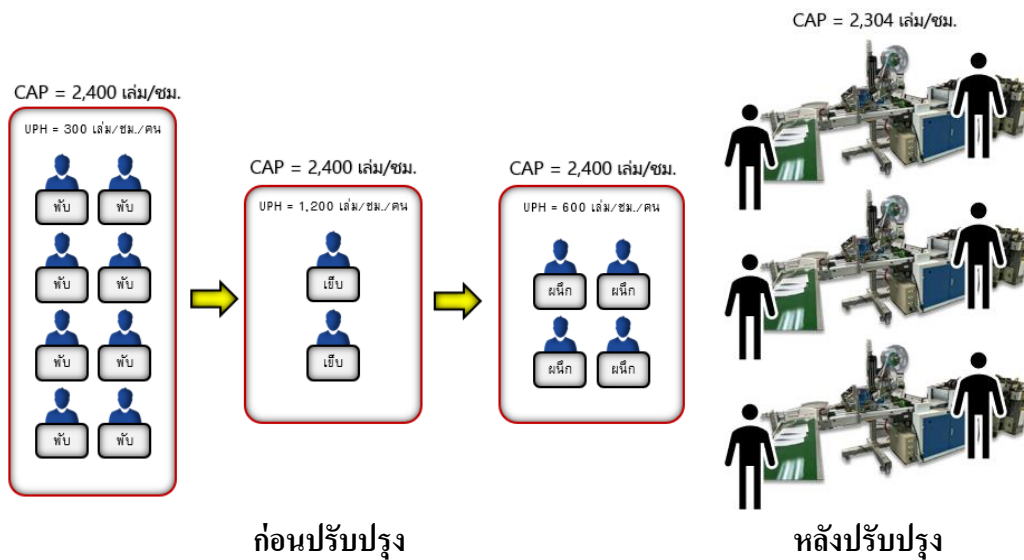 CAP = 2,400 เล่ม/ชม.
UPH = 300 เล่ม/ชม./คน
พับ พับ
พับ พับ
พับ พับ
พับ พับ
CAP = 2,400 เล่ม/ชม.
UPH = 1,200 เล่ม/ชม./คน
เย็บ
เย็บ
CAP = 2,400 เล่ม/ชม.
UPH = 600 เล่ม/ชม./คน
ผนึก ผนึก
ผนึก ผนึก
CAP = 2,304 เล่ม/ชม.
ก่อนปรับปรุง
หลังปรับปรุง